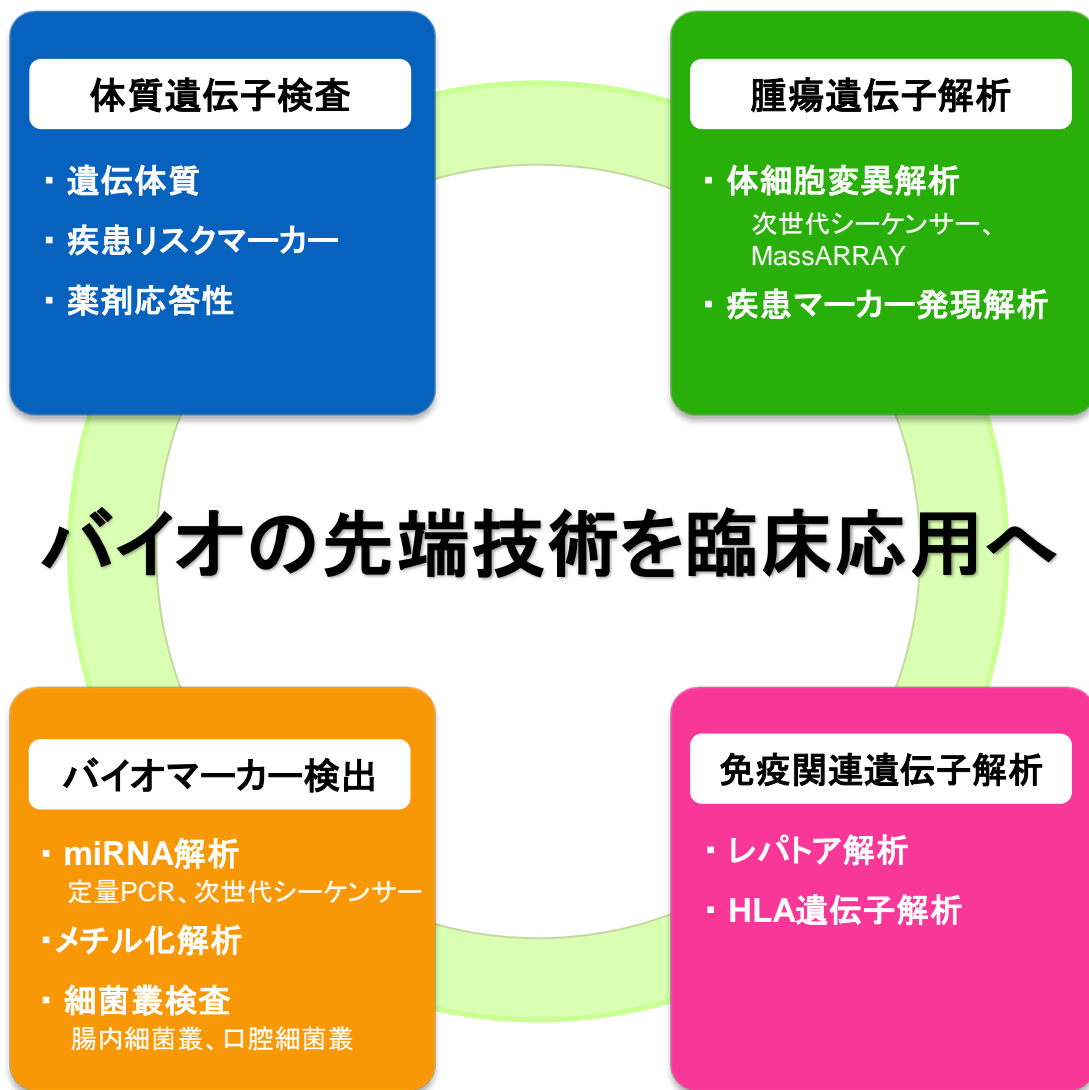 体質遺伝子検査
・遺伝体質
・疾患リスクマーカー
・薬剤応答性
腫瘍遺伝子解析
・体細胞変異解析
次世代シーケンサー、
MassARRAY
・疾患マーカー発現解析
バイオの先端技術を臨床応用へ
バイオマーカー検出
・miRNA解析
定量PCR、次世代シーケンサー
・メチル化解析
・細菌叢検査
腸内細菌叢、口腔細菌叢
免疫関連遺伝子解析
・レパトア解析
・HLA遺伝子解析